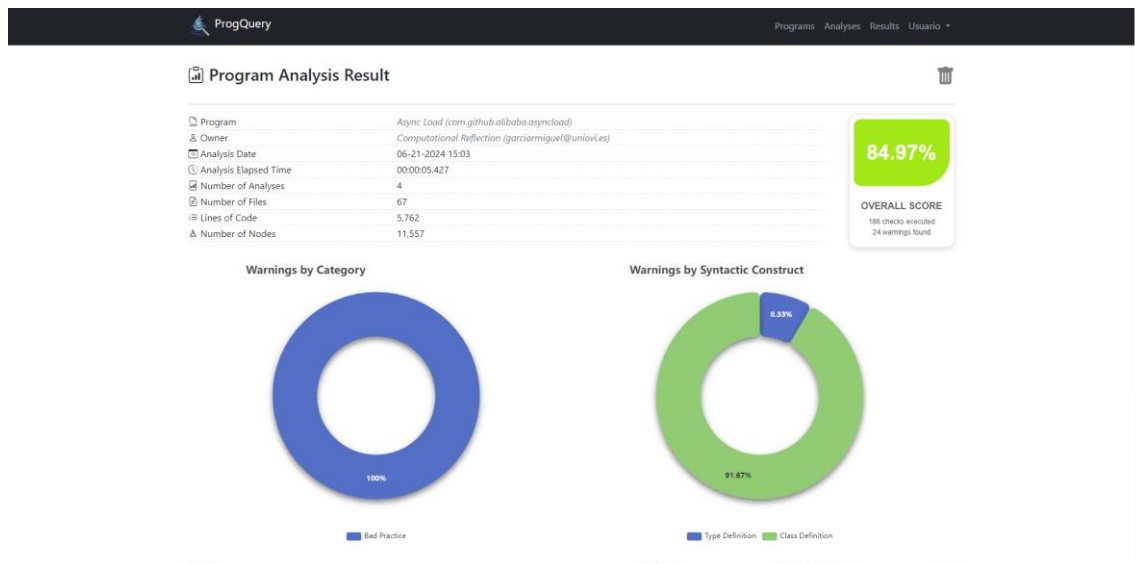 ProgQuery
Programs Analyses Results Usuario
Program Analysis Result
Program Async Load (com.github.alibaba.asyncload)
Owner Computational Reflection (garciarmiguel@uniovi.es)
Analysis Date 06-21-2024 15:03
Analysis Elapsed Time 00:00:05.427
Number of Analyses 4
Number of Files 67
Lines of Code 5,762
Number of Nodes 11,557
84.97%
OVERALL SCORE
186 checks executed
24 warnings found
Warnings by Category
100%
Bad Practice
Warnings by Syntactic Construct
8.33%
91.67%
Type Definition Class Definition